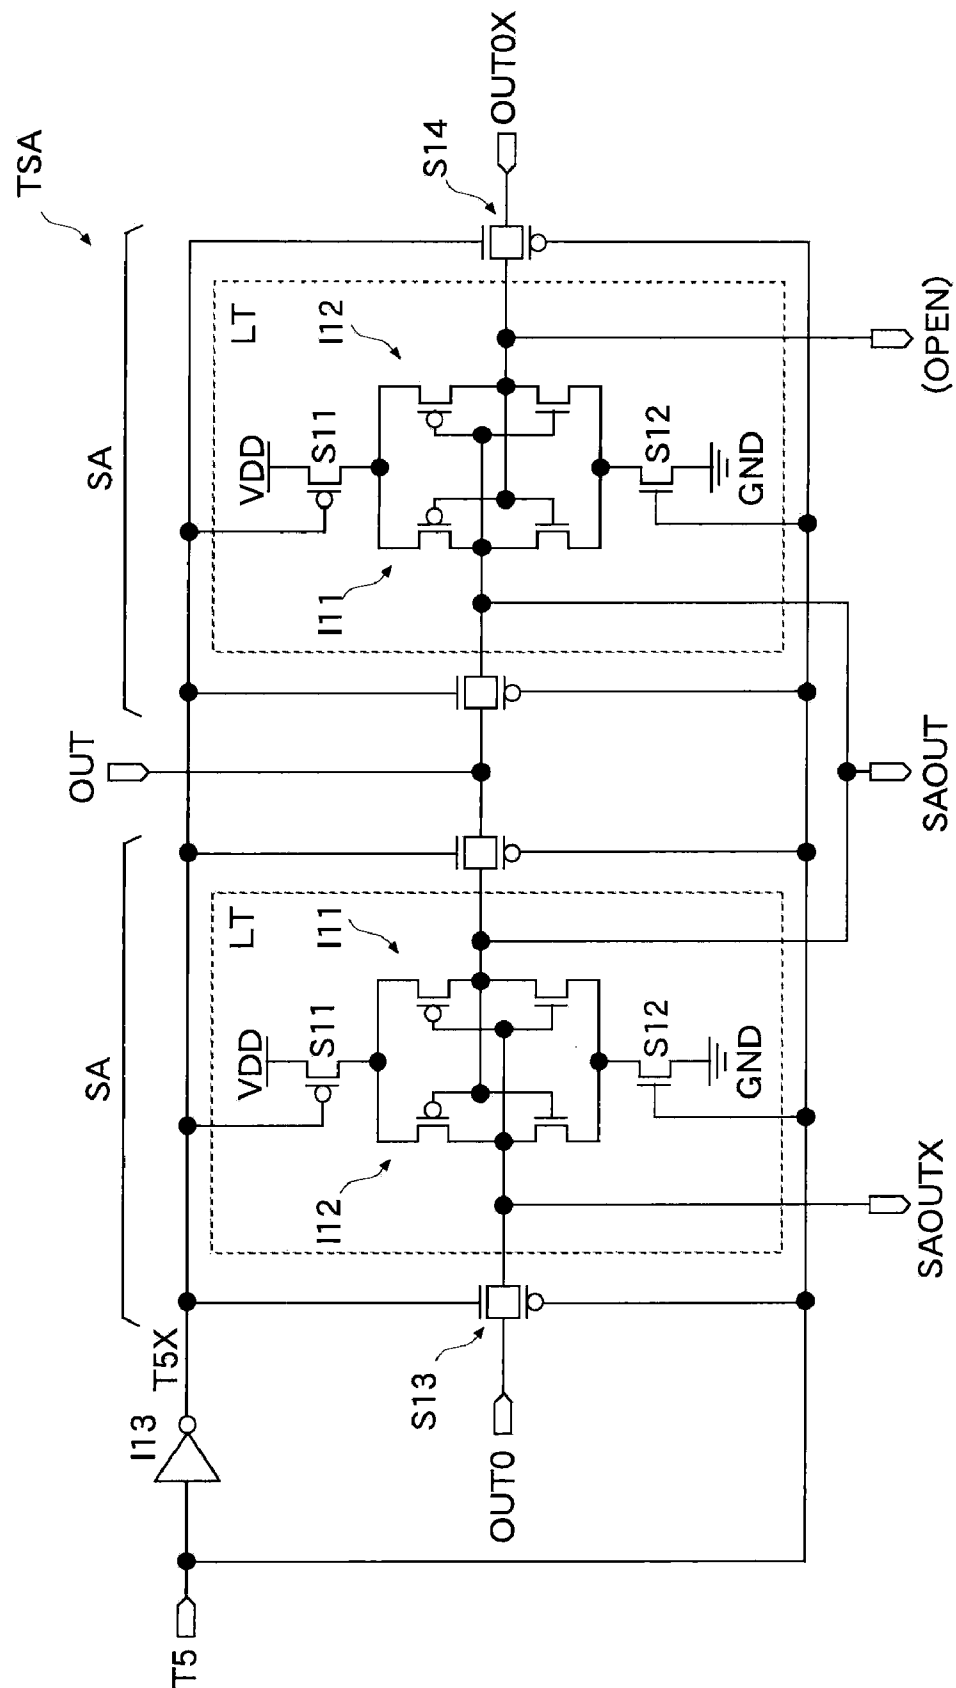 TSA
SA
SA
T5
I13
T5X
OUT
LT
VDD
S11
I11
I12
S12
GND
LT
VDD
S11
I11
I12
S12
GND
S13
OUT0
S14
OUT0X
SAOUTX
SAOUT
(OPEN)